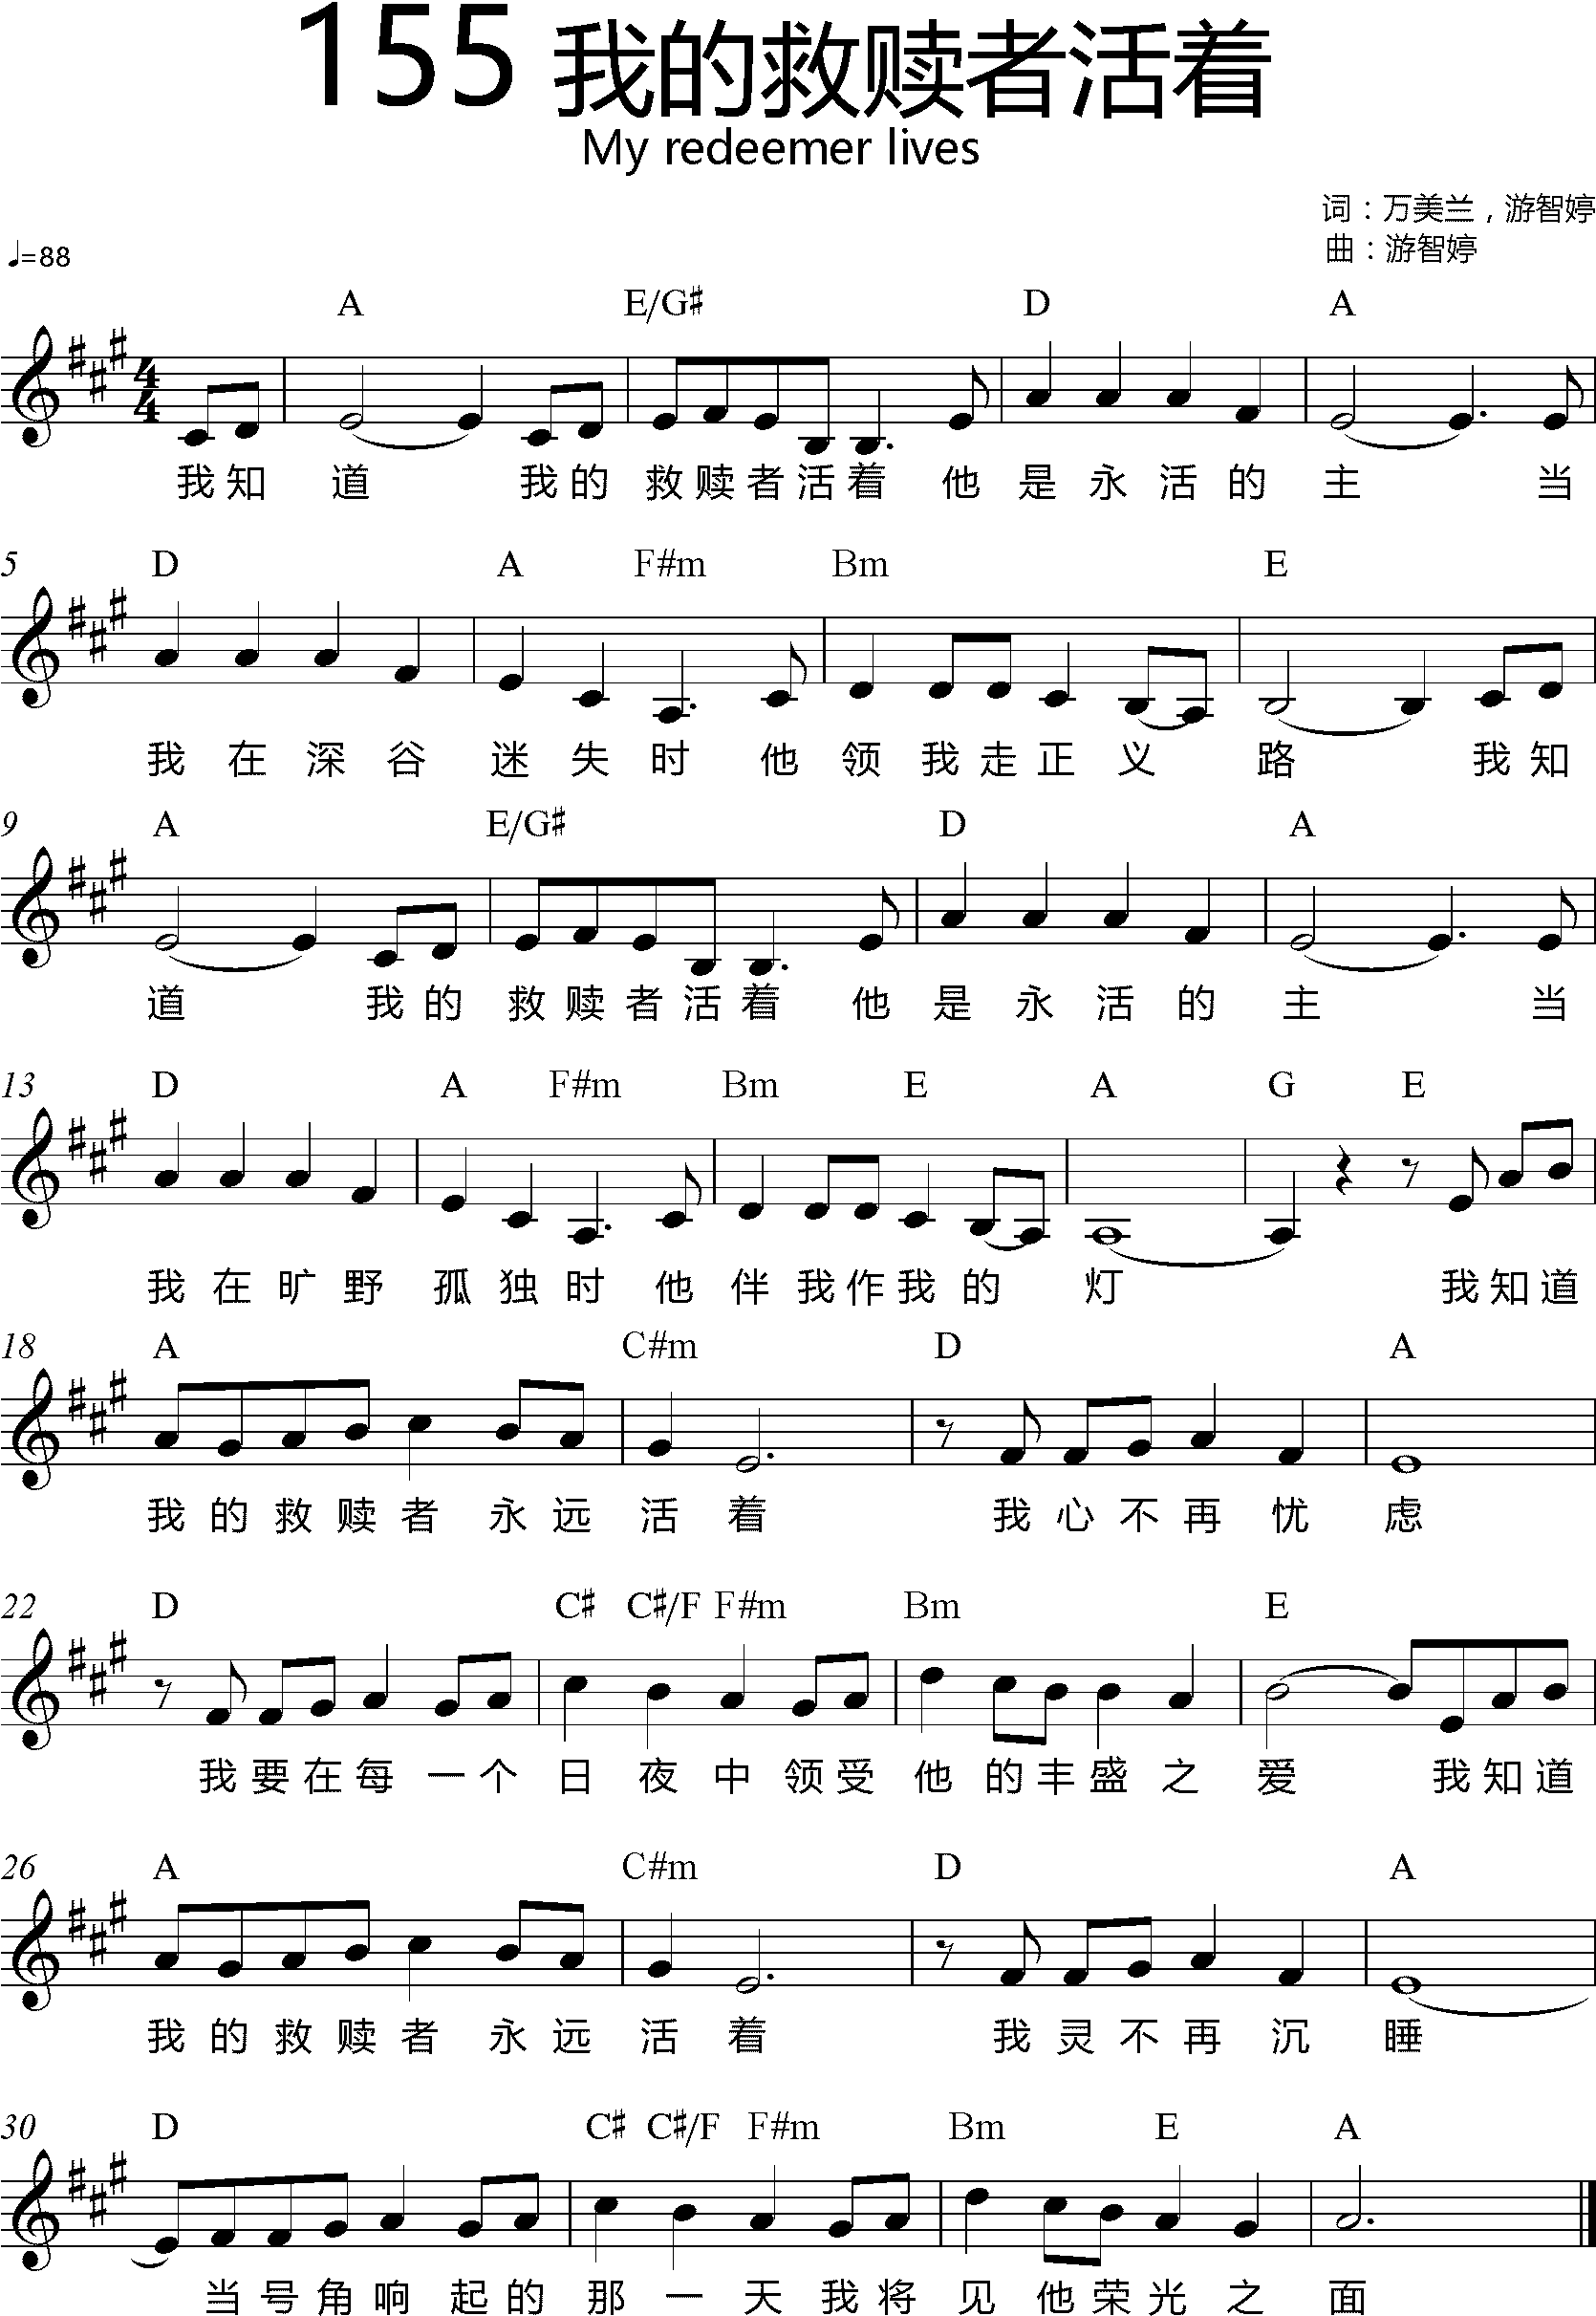 155 我的救赎者活着
My redeemer lives
词：万美兰，游智婷
♩=88
曲：游智婷
A E/G♯ D A
4/4
我知 道 我的 救赎者活着 他 是永活的 主 当
5 D A F#m Bm E
我在深谷 迷失时 他 领我走正义 路 我知
9 A E/G♯ D A
道 我的 救赎者活着 他 是永活的 主 当
13 D A F#m Bm E A G E
我在旷野 孤独时 他 伴我作我的 灯 我知道
18 A C#m D A
我的救赎者永远 活着 我心不再忧 虑
22 D C♯ C♯/F F#m Bm E
我要在每一个 日夜中领受 他的丰盛之 爱 我知道
26 A C#m D A
我的救赎者永远 活着 我灵不再沉 睡
30 D C♯ C♯/F F#m Bm E A
当号角响起的 那一天我将 见他荣光之 面